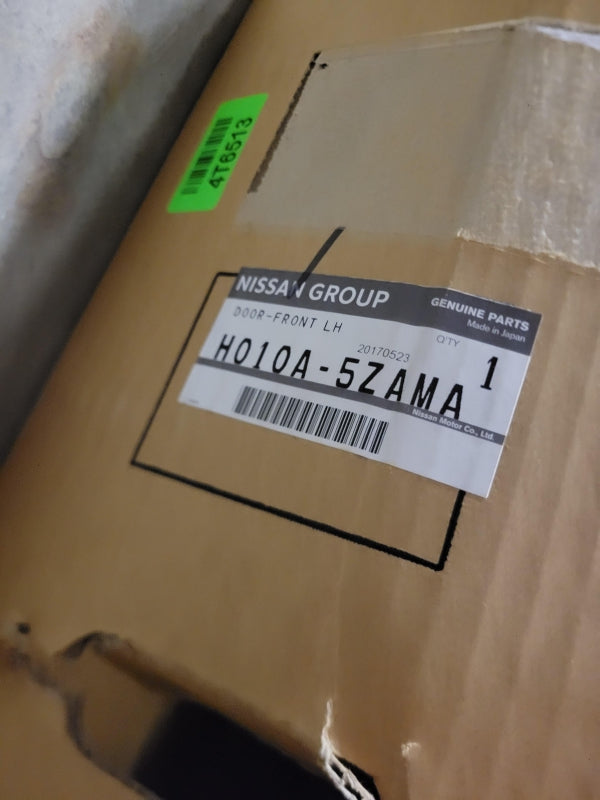 4T6513
NISSAN GROUP
GENUINE PARTS
Made in Japan
DOOR-FRONT LH
Q'TY
1
20170523
H010A-5ZAMA
Nissan Motor Co., Ltd.